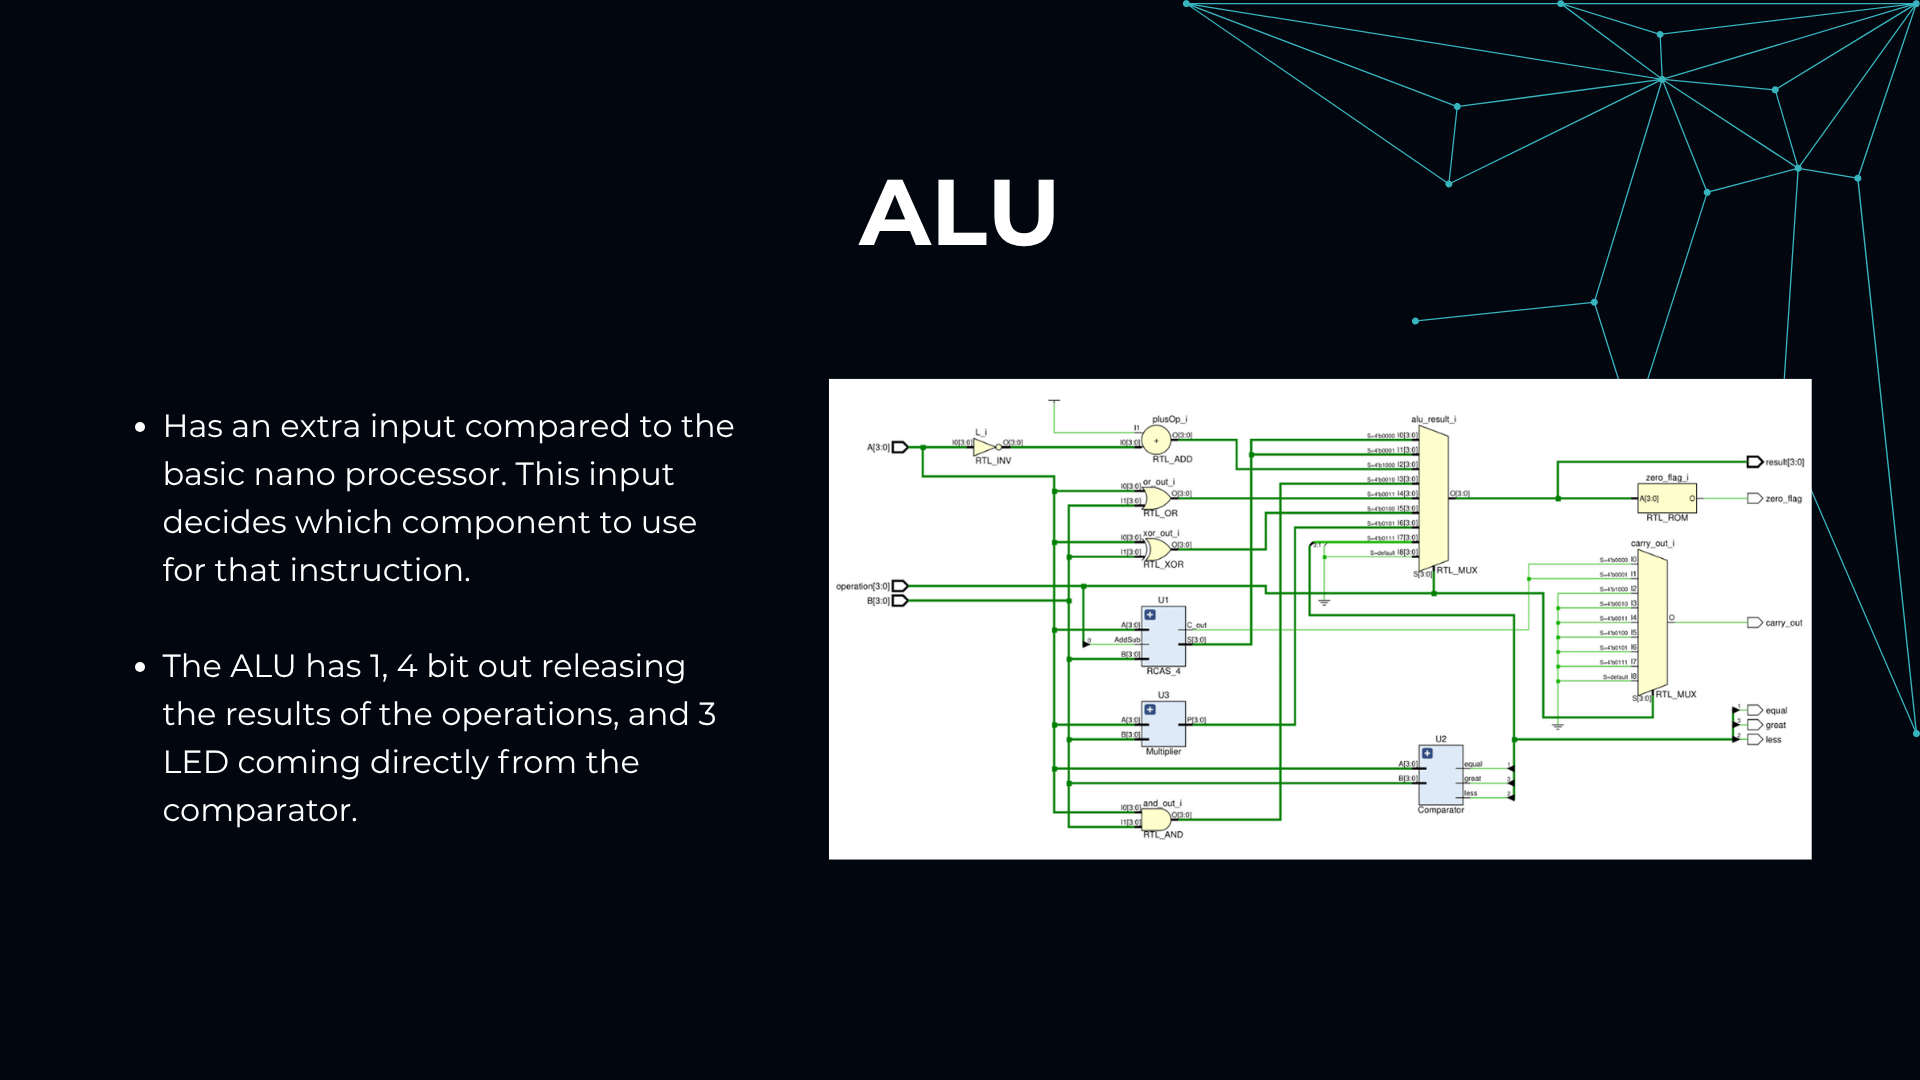 ALU
Has an extra input compared to the
basic nano processor. This input
decides which component to use
for that instruction.
The ALU has 1, 4 bit out releasing
the results of the operations, and 3
LED coming directly from the
comparator.
A[3:0]
L_i
I0[3:0] O[3:0]
RTL_INV
plusOp_i
I1
I0[3:0]
+
O[3:0]
RTL_ADD
or_out_i
I0[3:0]
I1[3:0]
O[3:0]
RTL_OR
xor_out_i
I0[3:0]
I1[3:0]
O[3:0]
RTL_XOR
operation[3:0]
B[3:0]
U1
A[3:0]
AddSub
B[3:0]
C_out
S[3:0]
RCAS_4
U3
A[3:0]
B[3:0]
P[3:0]
Multiplier
and_out_i
I0[3:0]
I1[3:0]
O[3:0]
RTL_AND
alu_result_i
S=4'b0000 I0[3:0]
S=4'b0001 I1[3:0]
S=4'b1000 I2[3:0]
S=4'b0010 I3[3:0]
S=4'b0011 I4[3:0]
S=4'b0100 I5[3:0]
S=4'b0101 I6[3:0]
S=4'b0111 I7[3:0]
S=default I8[3:0]
S[3:0]
O[3:0]
RTL_MUX
U2
A[3:0]
B[3:0]
equal
great
less
Comparator
result[3:0]
zero_flag_i
A[3:0] O
RTL_ROM
zero_flag
carry_out_i
S=4'b0000 I0
S=4'b0001 I1
S=4'b1000 I2
S=4'b0010 I3
S=4'b0011 I4
S=4'b0100 I5
S=4'b0101 I6
S=4'b0111 I7
S=default I8
S[3:0]
O
RTL_MUX
carry_out
equal
great
less